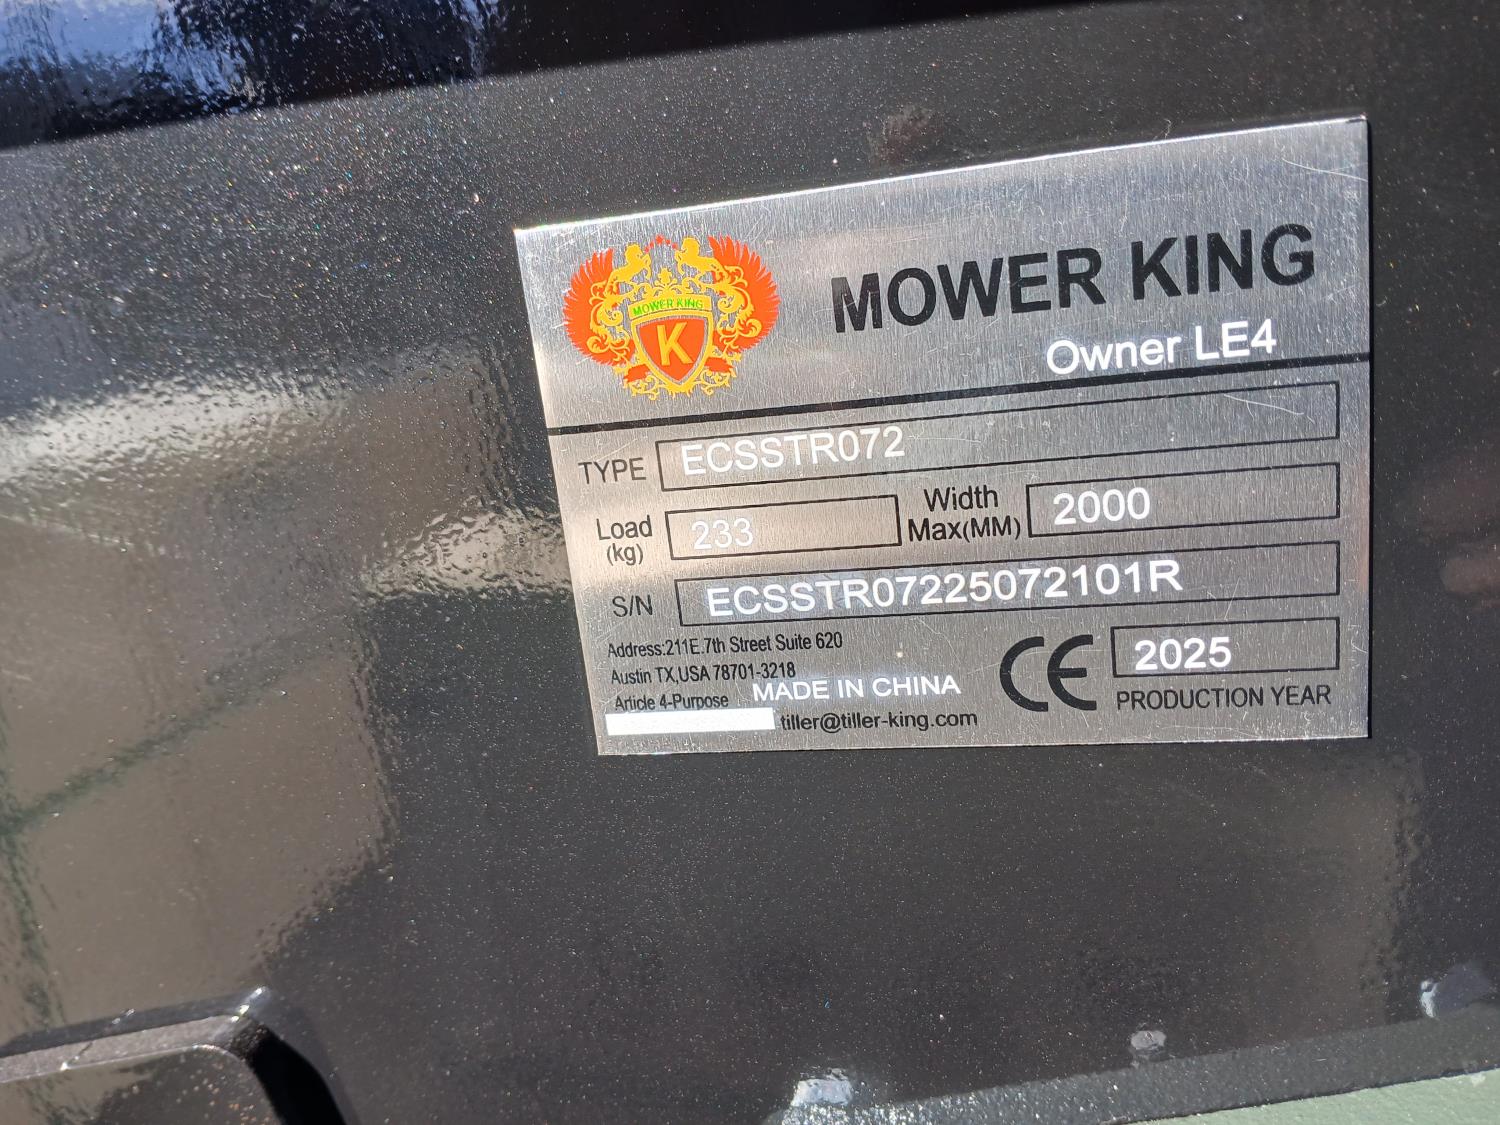 MOWER KING
MOWER KING
K
Owner LE4
TYPE ECSSTR072
Load (kg) 233 Width Max(MM) 2000
S/N ECSSTR07225072101R
Address:211E.7th Street Suite 620
Austin TX,USA 78701-3218
Article 4-Purpose MADE IN CHINA
tiller@tiller-king.com
CE 2025
PRODUCTION YEAR